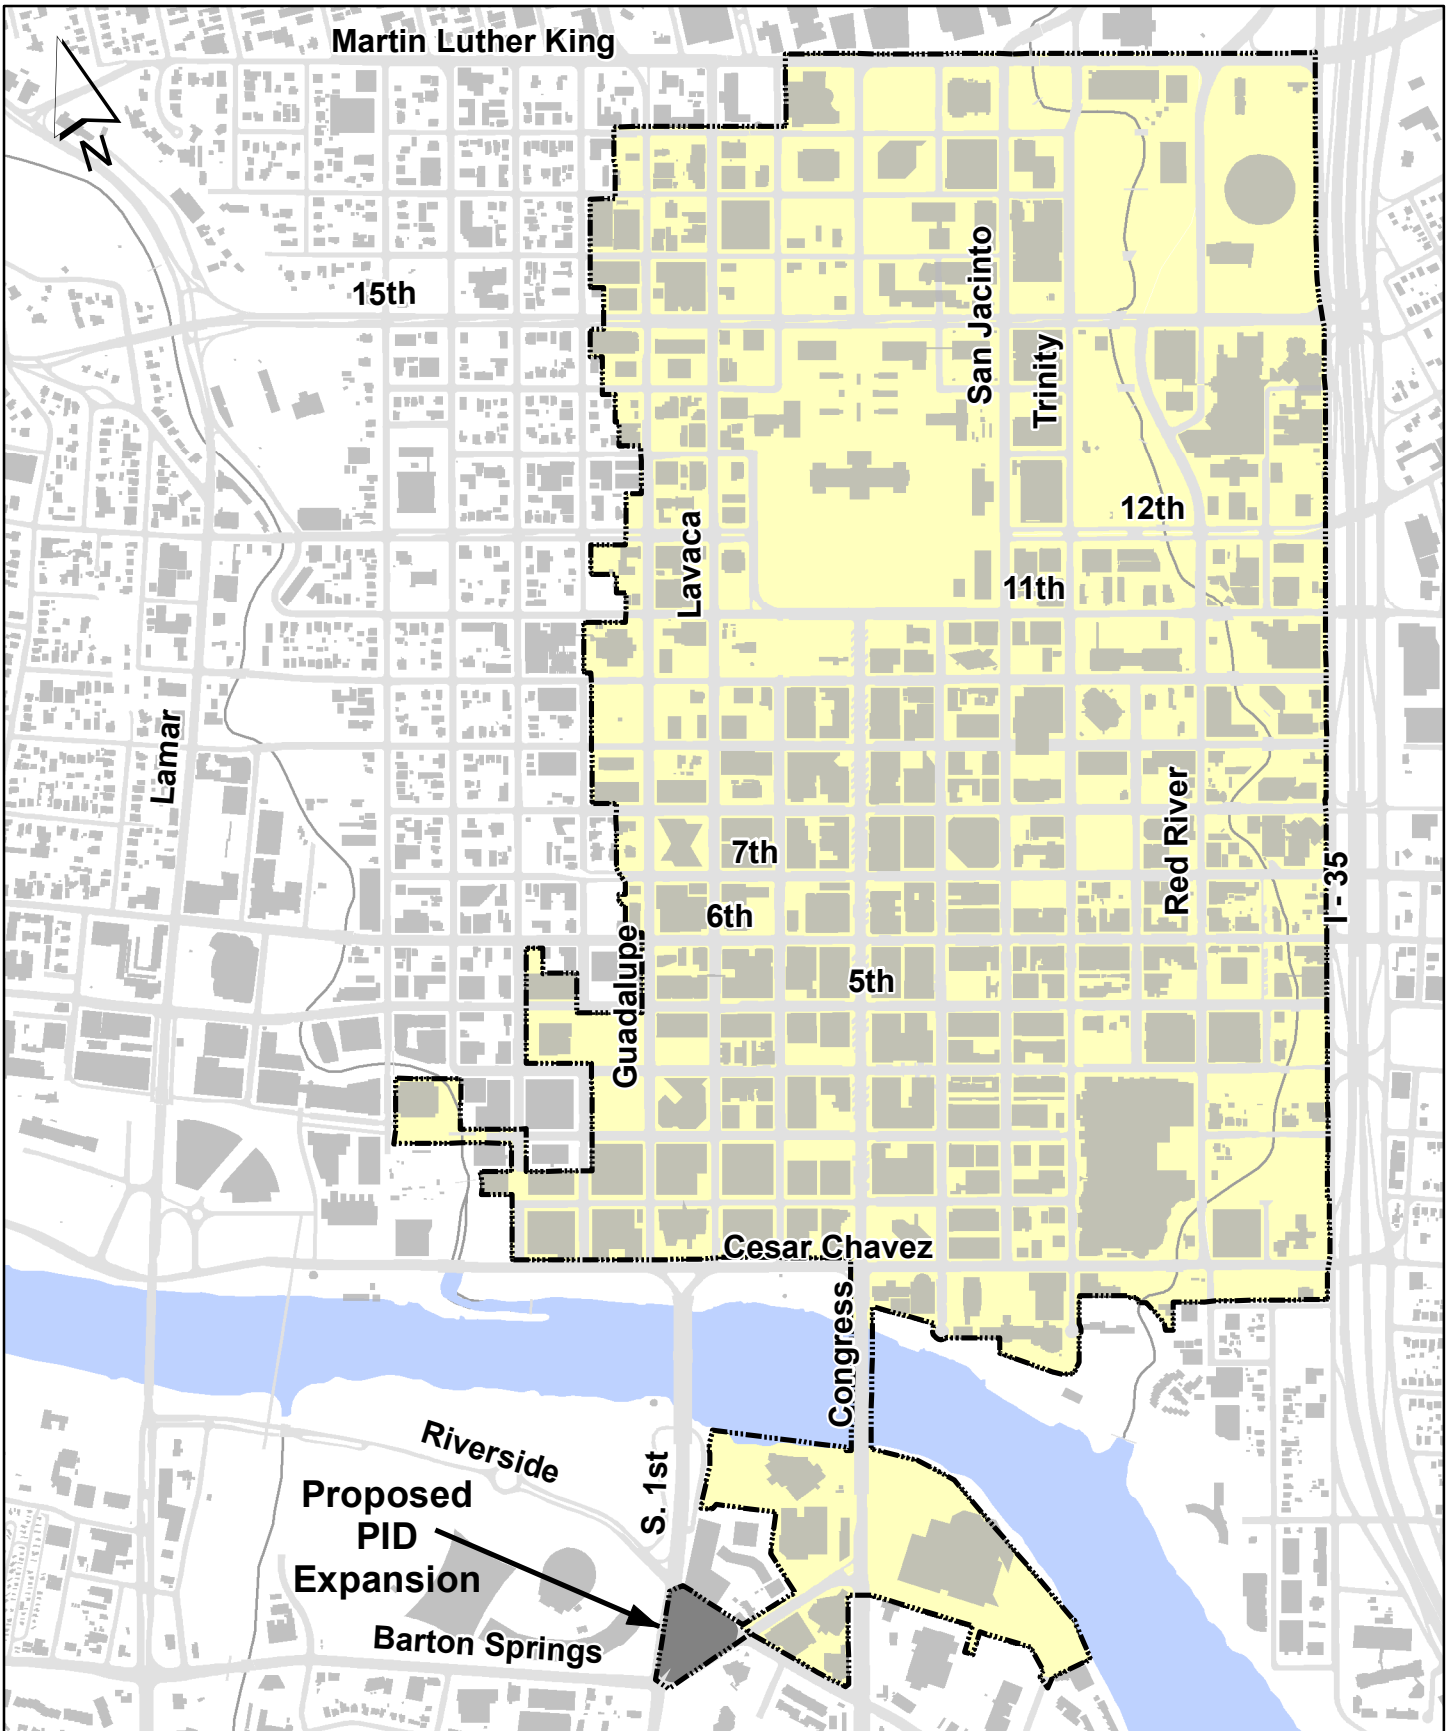 Martin Luther King
N
15th
San Jacinto
Trinity
12th
Lavaca
11th
Lamar
Red River
7th
I - 35
6th
Guadalupe
5th
Cesar Chavez
Congress
Riverside
S. 1st
Proposed
PID
Expansion
Barton Springs